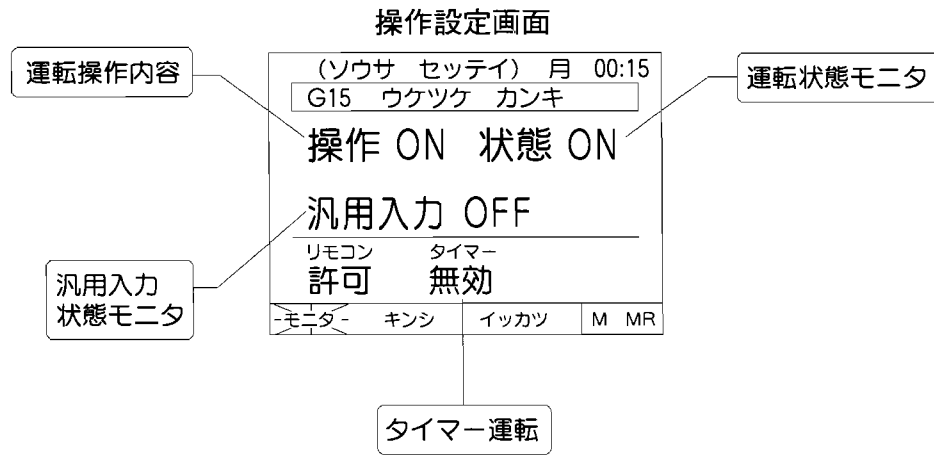 操作設定画面
運転操作内容
(ソウサ セッテイ) 月 00:15
運転状態モニタ
G15 ウケツケ カンキ
操作 ON 状態 ON
汎用入力 OFF
リモコン タイマー
許可 無効
汎用入力
状態モニタ
-モニタ- キンシ イッカツ M MR
タイマー運転